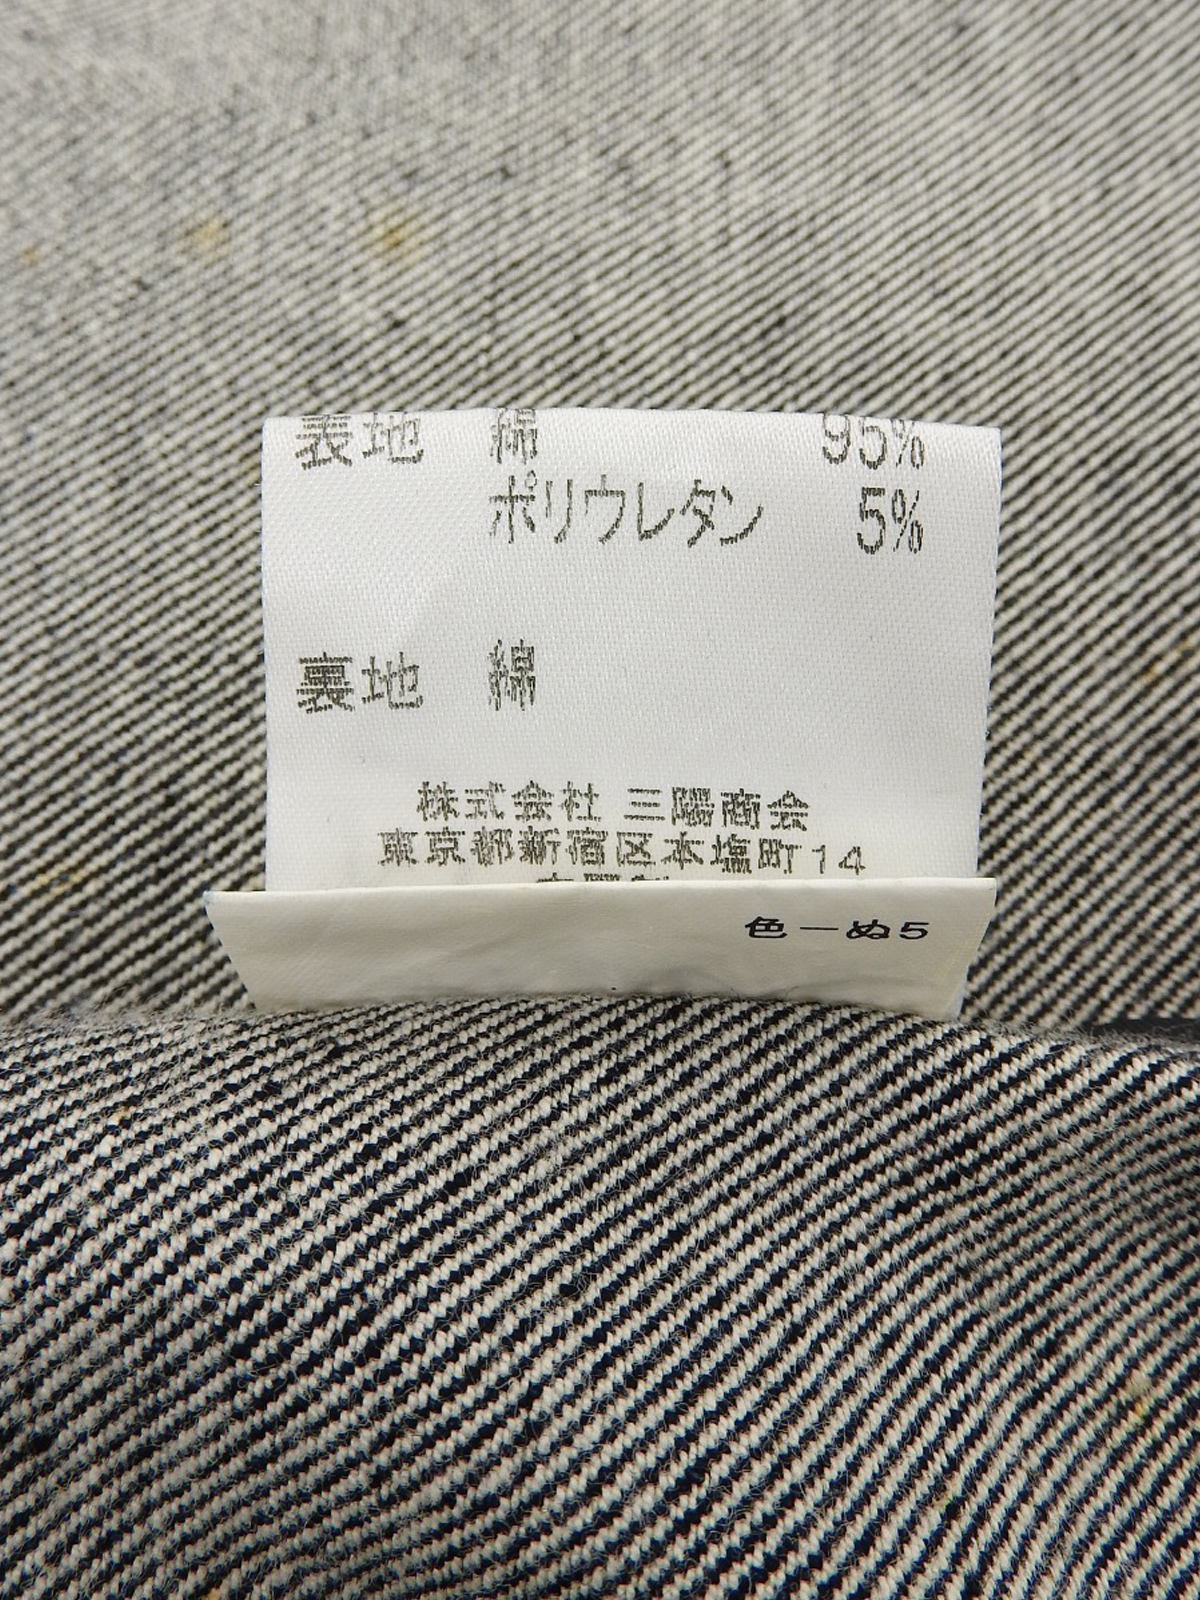 表地 綿 95%
ポリウレタン 5%
裏地 綿
株式会社 三陽商会
東京都新宿区本塩町14
色ーぬ5